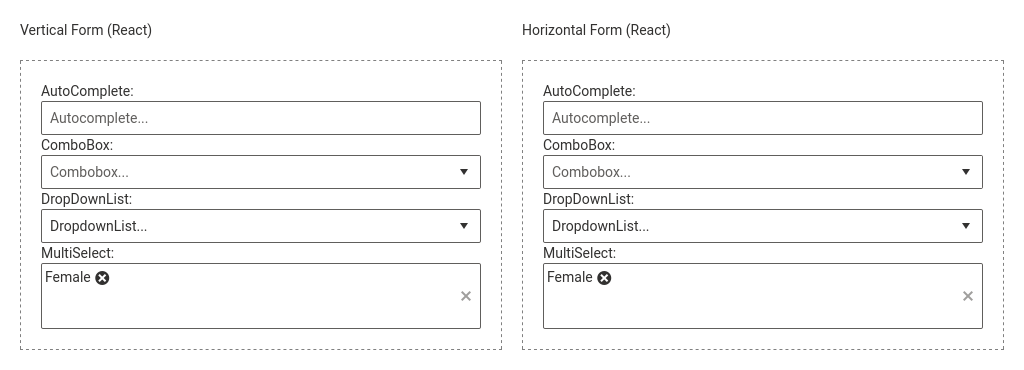 Vertical Form (React)
AutoComplete:
Autocomplete...
ComboBox:
Combobox...
DropDownList:
DropdownList...
MultiSelect:
Female
Horizontal Form (React)
AutoComplete:
Autocomplete...
ComboBox:
Combobox...
DropDownList:
DropdownList...
MultiSelect:
Female